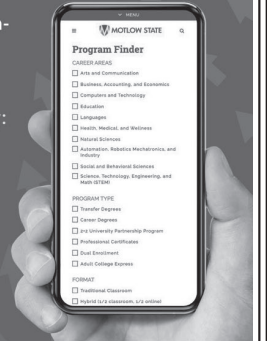 n-
:
MENU
MOTLOW STATE
Program Finder
CAREER AREAS
Arts and Communication
Business, Accounting, and Economics
Computers and Technology
Education
Languages
Health, Medical, and Wellness
Natural Sciences
Automation, Robotics Mechatronics, and
Industry
Social and Behavioral Sciences
Science, Technology, Engineering, and
Math (STEM)
PROGRAM TYPE
Transfer Degrees
Career Degrees
2+2 University Partnership Program
Professional Certificates
Dual Enrollment
Adult College Express
FORMAT
Traditional Classroom
Hybrid (1/2 classroom, 1/2 online)